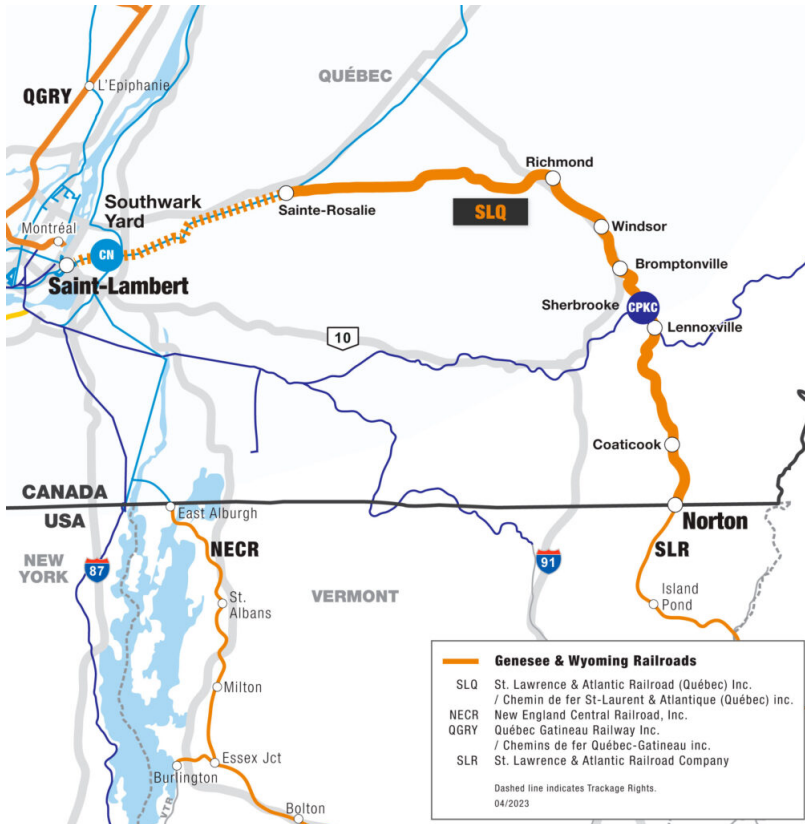 QUÉBEC
L'Epiphanie
QGRY
Richmond
Southwark
Yard
Sainte-Rosalie
SLQ
Windsor
Montréal
CN
Bromptonville
Saint-Lambert
Sherbrooke
CPKC
Lennoxville
10
Coaticook
CANADA
USA
East Alburgh
Norton
NECR
SLR
NEW
YORK
87
91
VERMONT
St.
Albans
Island
Pond
Milton
Essex Jct
Burlington
VTR
Bolton
Genesee & Wyoming Railroads
SLQ St. Lawrence & Atlantic Railroad (Québec) Inc.
/ Chemin de fer St-Laurent & Atlantique (Québec) inc.
NECR New England Central Railroad, Inc.
QGRY Québec Gatineau Railway Inc.
/ Chemins de fer Québec-Gatineau inc.
SLR St. Lawrence & Atlantic Railroad Company
Dashed line indicates Trackage Rights.
04/2023